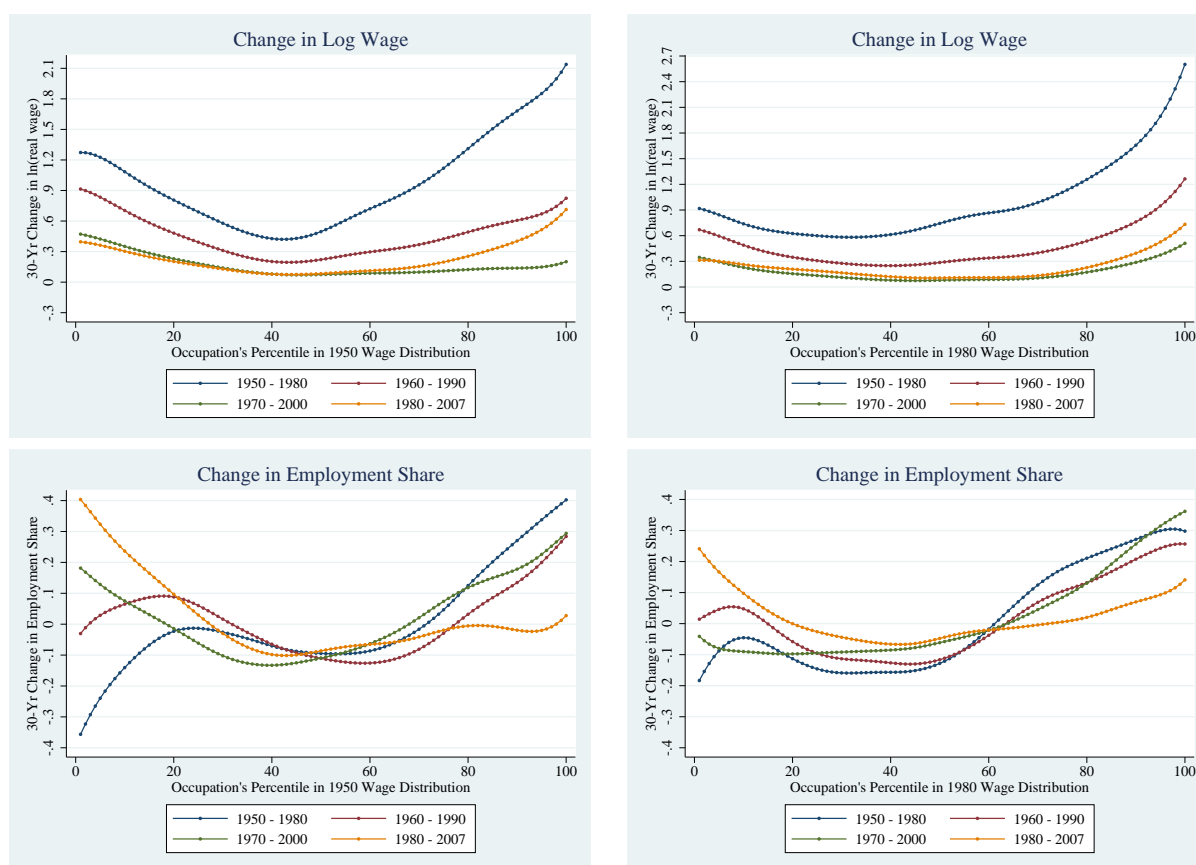 Change in Log Wage
30-Yr Change in ln(real wage)
2.1
1.8
1.5
1.2
.9
.6
.3
0
-.3
0 20 40 60 80 100
Occupation's Percentile in 1950 Wage Distribution
1950 - 1980 1960 - 1990
1970 - 2000 1980 - 2007
Change in Log Wage
30-Yr Change in ln(real wage)
2.7
2.4
2.1
1.8
1.5
1.2
.9
.6
.3
0
-.3
0 20 40 60 80 100
Occupation's Percentile in 1980 Wage Distribution
1950 - 1980 1960 - 1990
1970 - 2000 1980 - 2007
Change in Employment Share
30-Yr Change in Employment Share
.4
.3
.2
.1
0
-.1
-.2
-.3
-.4
0 20 40 60 80 100
Occupation's Percentile in 1950 Wage Distribution
1950 - 1980 1960 - 1990
1970 - 2000 1980 - 2007
Change in Employment Share
30-Yr Change in Employment Share
.4
.3
.2
.1
0
-.1
-.2
-.3
-.4
0 20 40 60 80 100
Occupation's Percentile in 1980 Wage Distribution
1950 - 1980 1960 - 1990
1970 - 2000 1980 - 2007